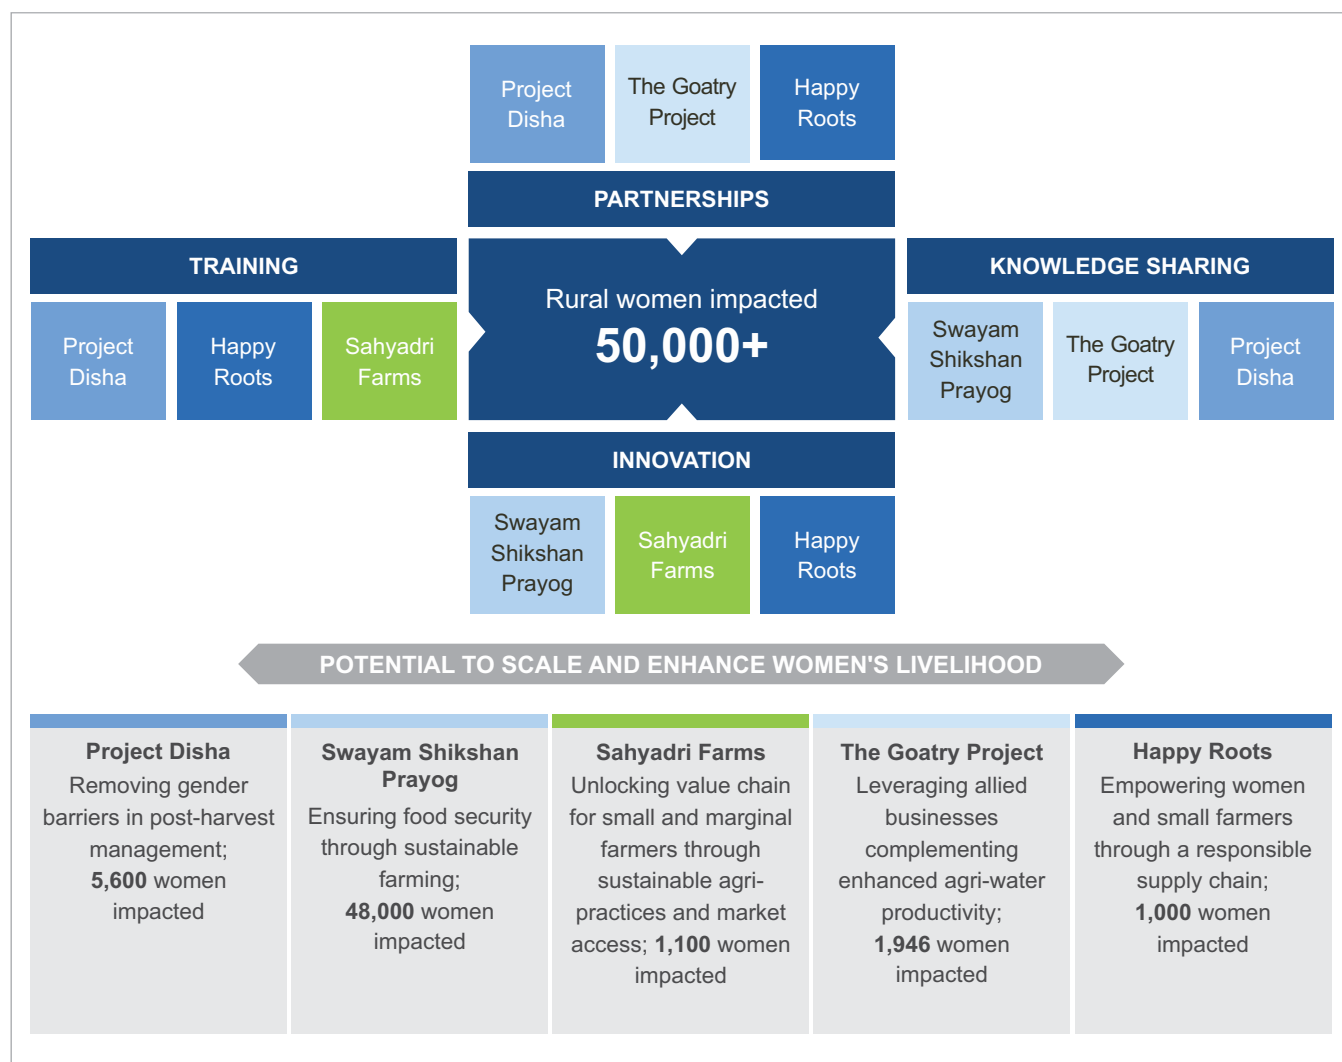 Project
Disha
The Goatry
Project
Happy
Roots
PARTNERSHIPS
TRAINING
Project
Disha
Happy
Roots
Sahyadri
Farms
Rural women impacted
50,000+
KNOWLEDGE SHARING
Swayam
Shikshan
Prayog
The Goatry
Project
Project
Disha
INNOVATION
Swayam
Shikshan
Prayog
Sahyadri
Farms
Happy
Roots
POTENTIAL TO SCALE AND ENHANCE WOMEN'S LIVELIHOOD
Project Disha
Removing gender
barriers in post-harvest
management;
5,600 women
impacted
Swayam Shikshan
Prayog
Ensuring food security
through sustainable
farming;
48,000 women
impacted
Sahyadri Farms
Unlocking value chain
for small and marginal
farmers through
sustainable agri-
practices and market
access; 1,100 women
impacted
The Goatry Project
Leveraging allied
businesses
complementing
enhanced agri-water
productivity;
1,946 women
impacted
Happy Roots
Empowering women
and small farmers
through a responsible
supply chain;
1,000 women
impacted